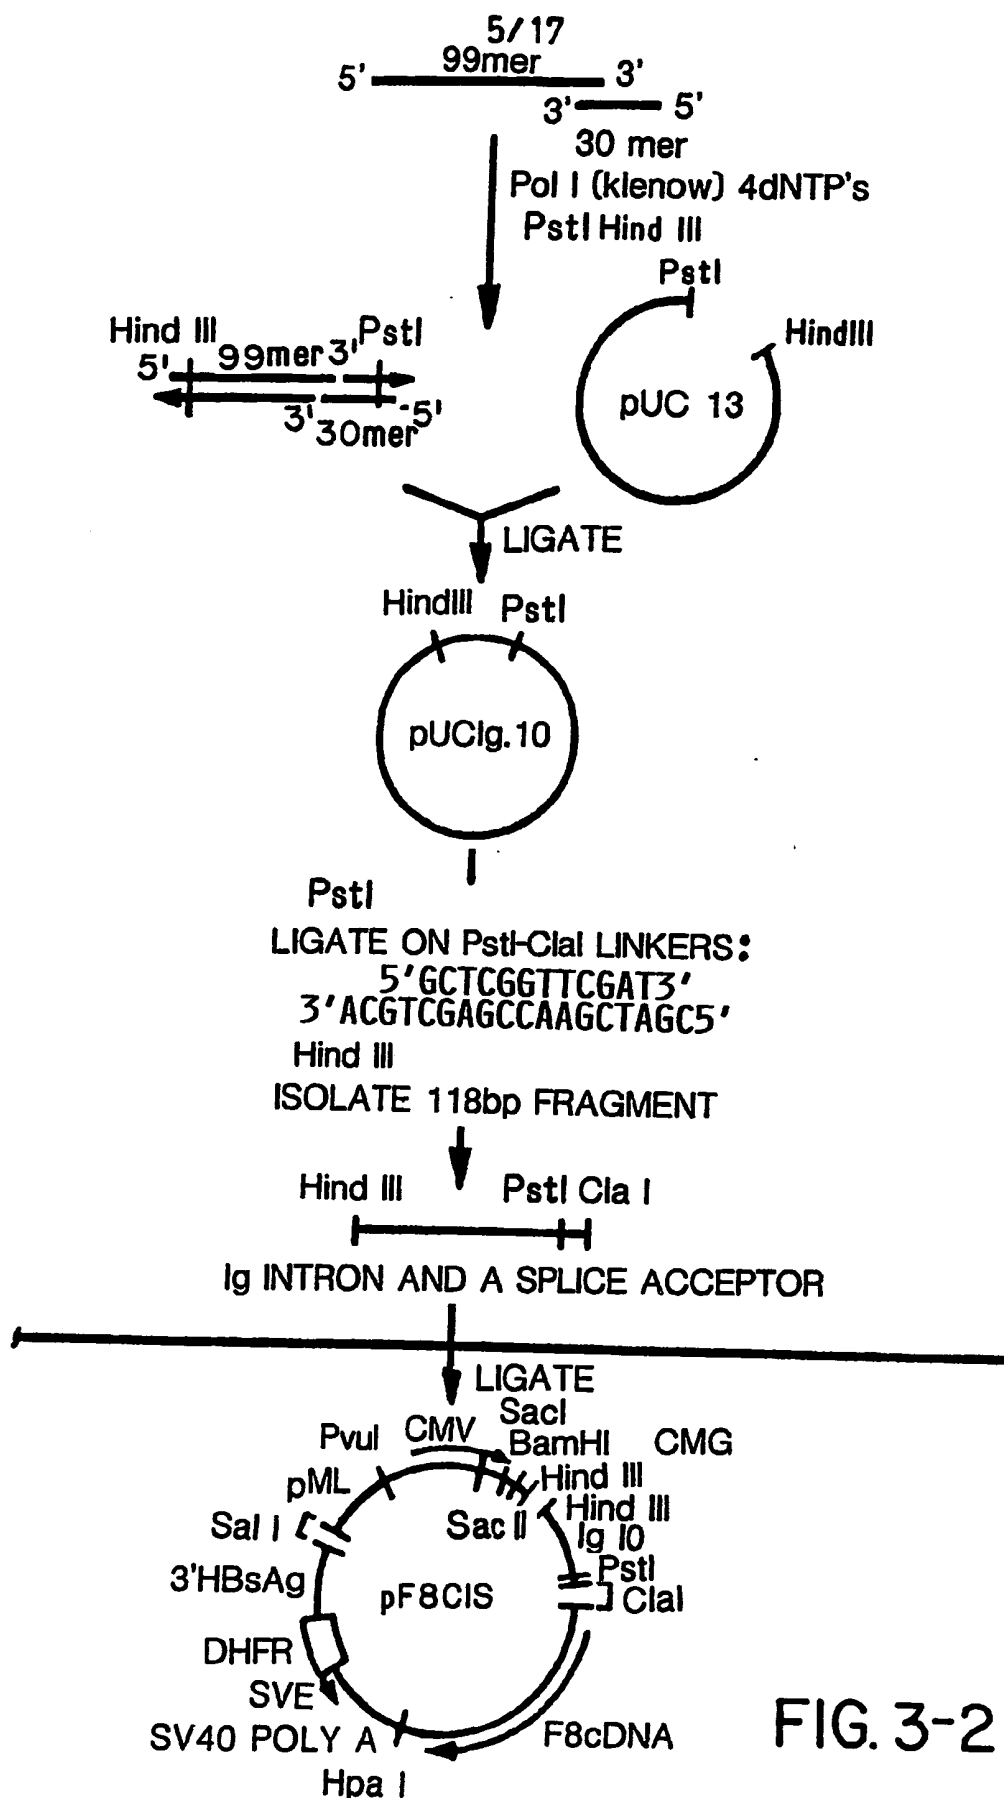 5/17
99mer
5' 3'
3' 5'
30 mer
Pol I (klenow) 4dNTP's
PstI Hind III
PstI
HindIII
pUC 13
Hind III PstI
5' 99mer 3'
3' 30mer -5'
LIGATE
HindIII PstI
pUCIg.10
PstI
LIGATE ON PstI-ClaI LINKERS:
5'GCTCGGTTCGAT3'
3'ACGTCGAGCCAAGCTAGC5'
Hind III
ISOLATE 118bp FRAGMENT
Hind III PstI Cla I
Ig INTRON AND A SPLICE ACCEPTOR
LIGATE
SacI
PvuI CMV BamHI CMG
pML Hind III
Sal I Sac II Hind III
Ig 10
3'HBsAg PstI
pF8CIS ClaI
DHFR
SVE
SV40 POLY A F8cDNA
Hpa I
FIG. 3-2